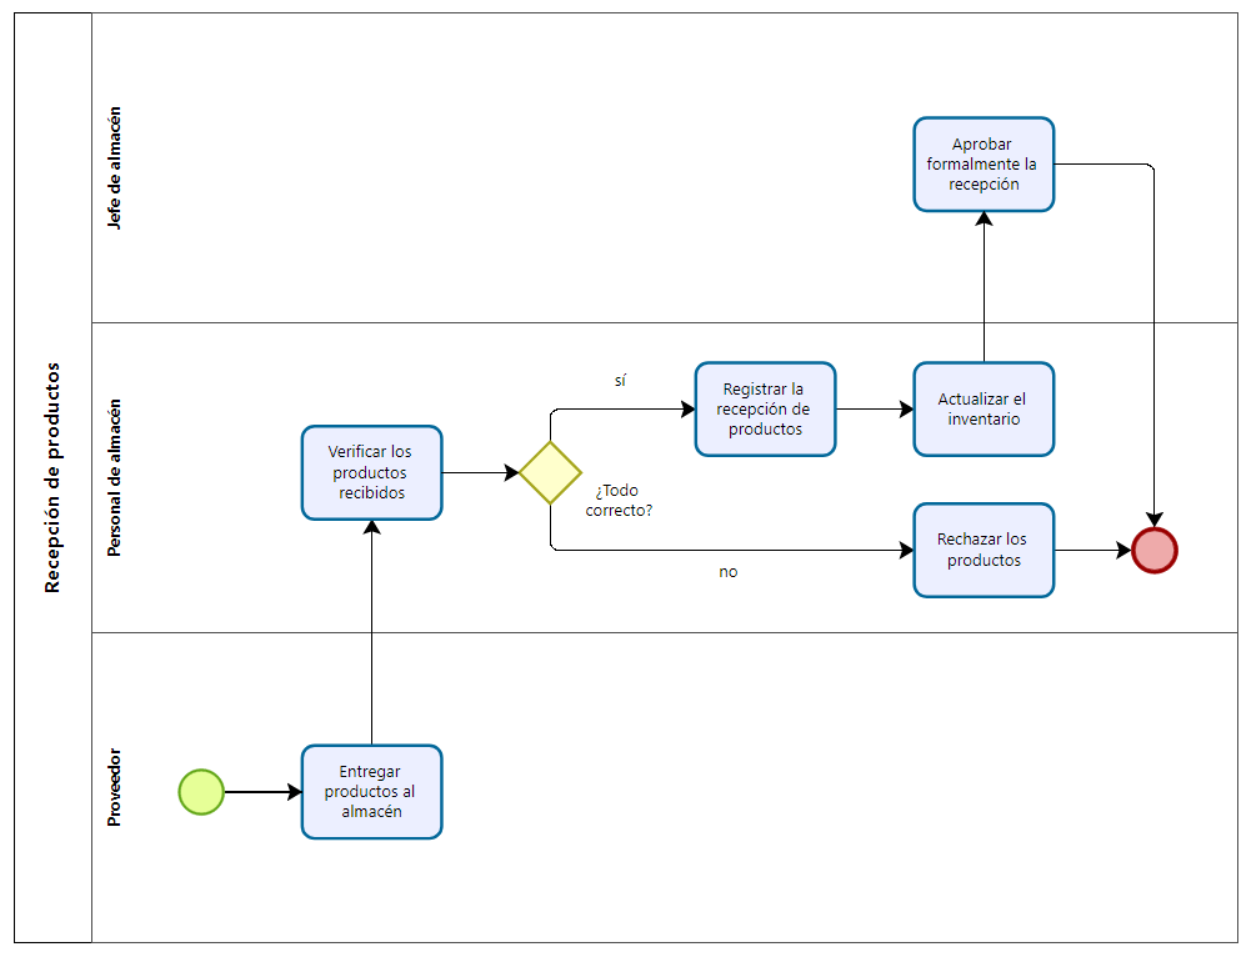 Recepción de productos
Jefe de almacén
Aprobar
formalmente la
recepción
Personal de almacén
Verificar los
productos
recibidos
¿Todo
correcto?
sí
Registrar la
recepción de
productos
Actualizar el
inventario
no
Rechazar los
productos
Proveedor
Entregar
productos al
almacén